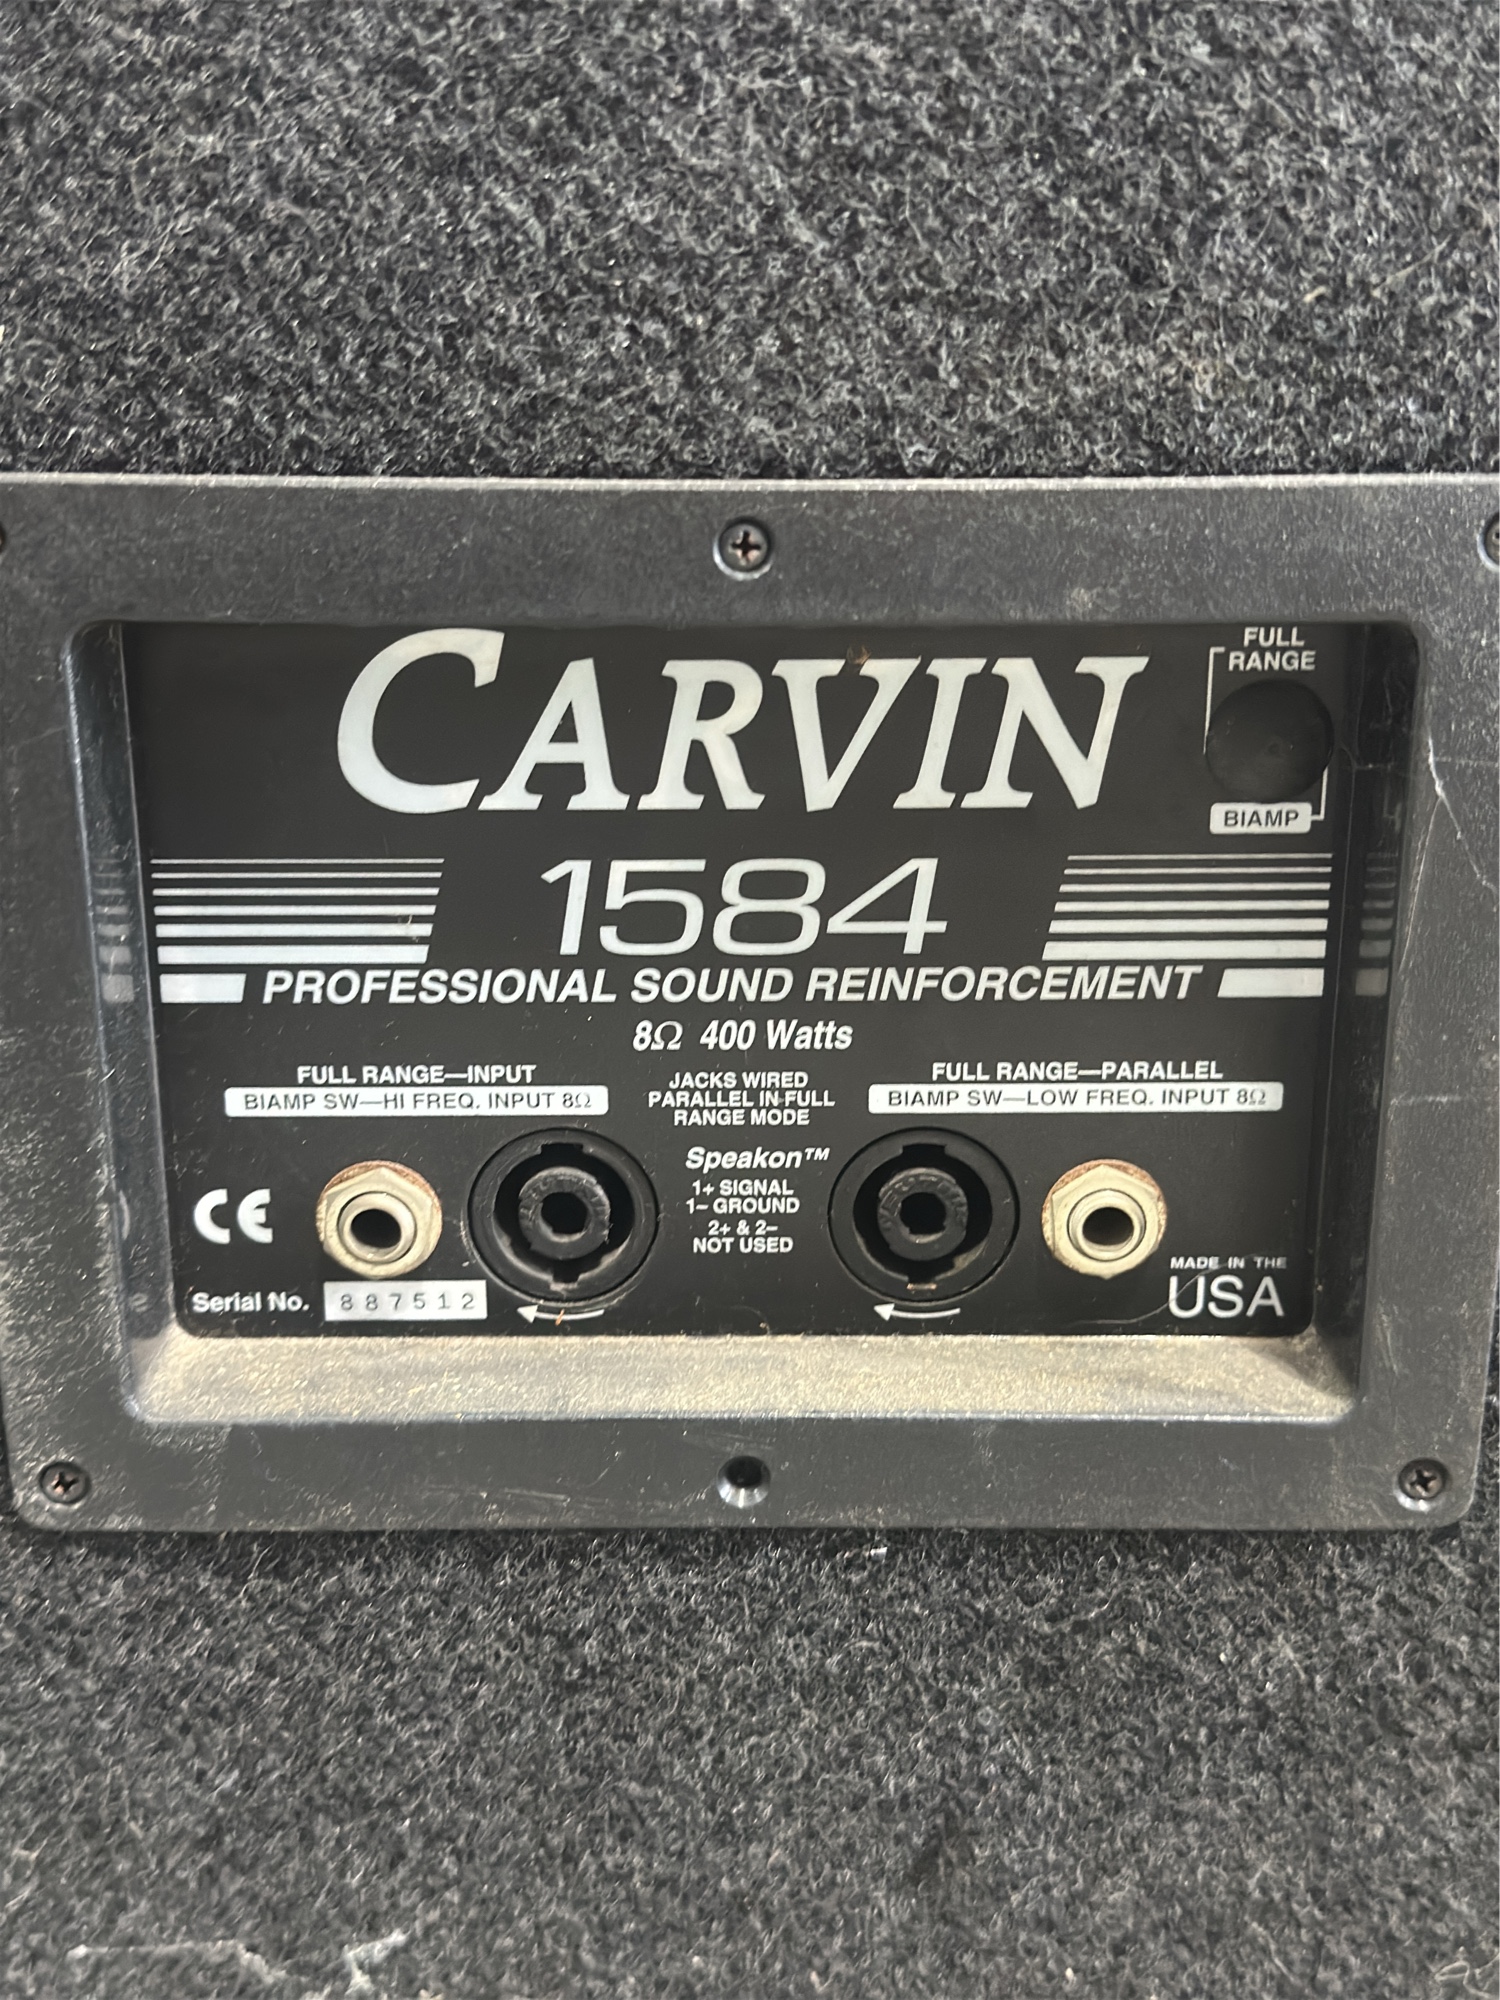 FULL
RANGE
CARVIN
BIAMP
1584
PROFESSIONAL SOUND REINFORCEMENT
8Ω 400 Watts
FULL RANGE—INPUT
BIAMP SW—HI FREQ. INPUT 8Ω
JACKS WIRED
PARALLEL IN FULL
RANGE MODE
FULL RANGE—PARALLEL
BIAMP SW—LOW FREQ. INPUT 8Ω
Speakon™
1+ SIGNAL
1– GROUND
2+ & 2–
NOT USED
CE
Serial No. 887512
MADE IN THE
USA